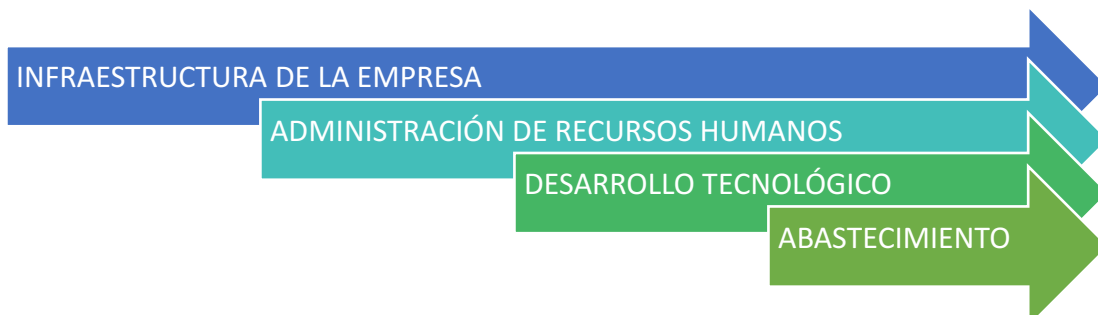 INFRAESTRUCTURA DE LA EMPRESA
ADMINISTRACIÓN DE RECURSOS HUMANOS
DESARROLLO TECNOLÓGICO
ABASTECIMIENTO